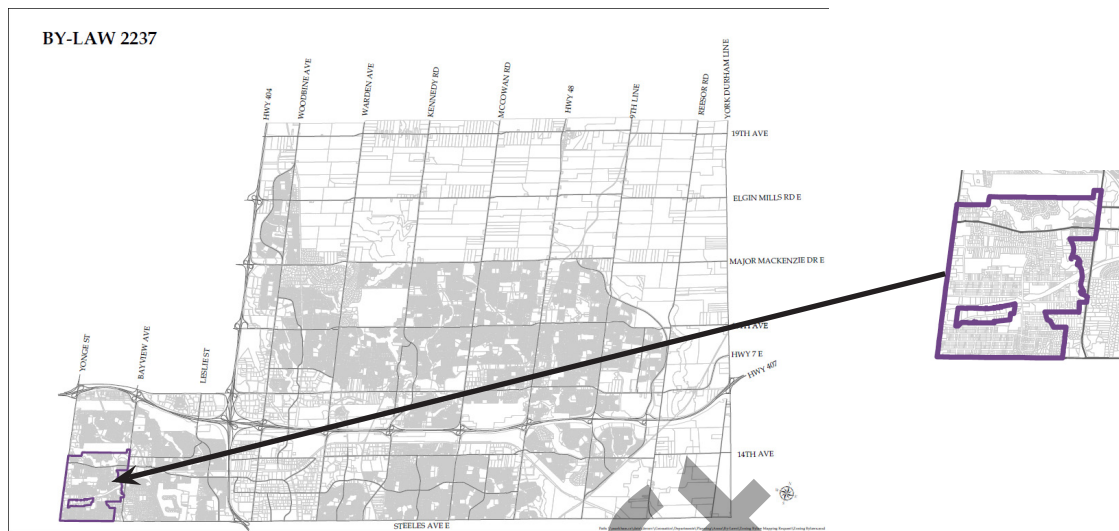 BY-LAW 2237
HWY 404
WOODBINE AVE
WARDEN AVE
KENNEDY RD
MCCOWAN RD
HWY 48
9TH LINE
REESOR RD
YORK DURHAM LINE
19TH AVE
ELGIN MILLS RD E
MAJOR MACKENZIE DR E
AVE
HWY 7 E
HWY 407
YONGE ST
BAYVIEW AVE
LESLIE ST
14TH AVE
STEELES AVE E